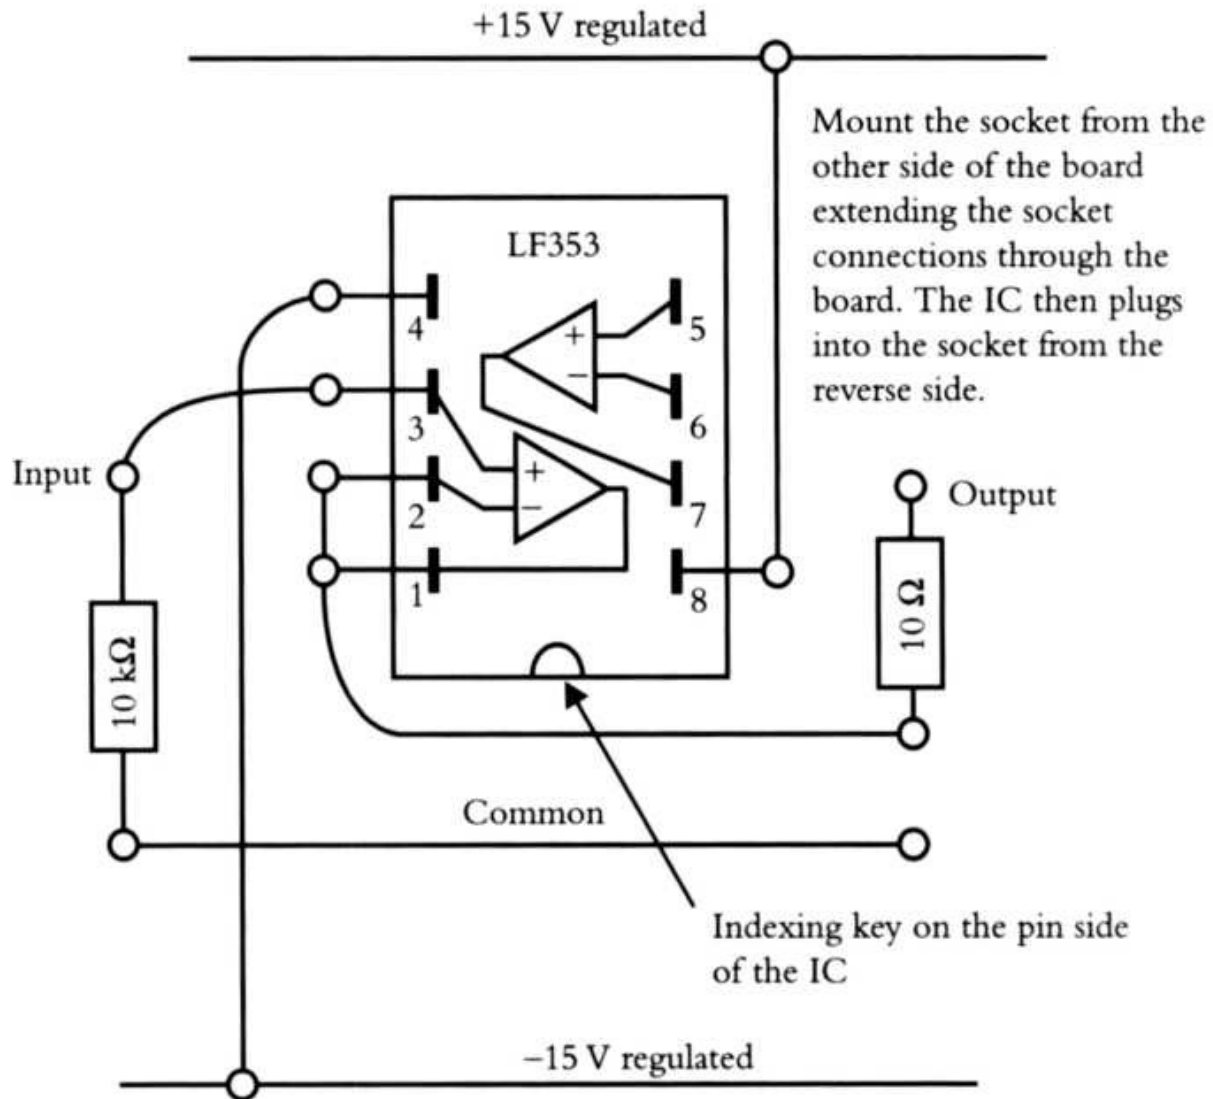 +15 V regulated
Mount the socket from the
other side of the board
extending the socket
connections through the
board. The IC then plugs
into the socket from the
reverse side.
LF353
4
5
+
−
3
6
Input
+
−
2
7
Output
1
8
10 kΩ
10 Ω
Common
Indexing key on the pin side
of the IC
−15 V regulated